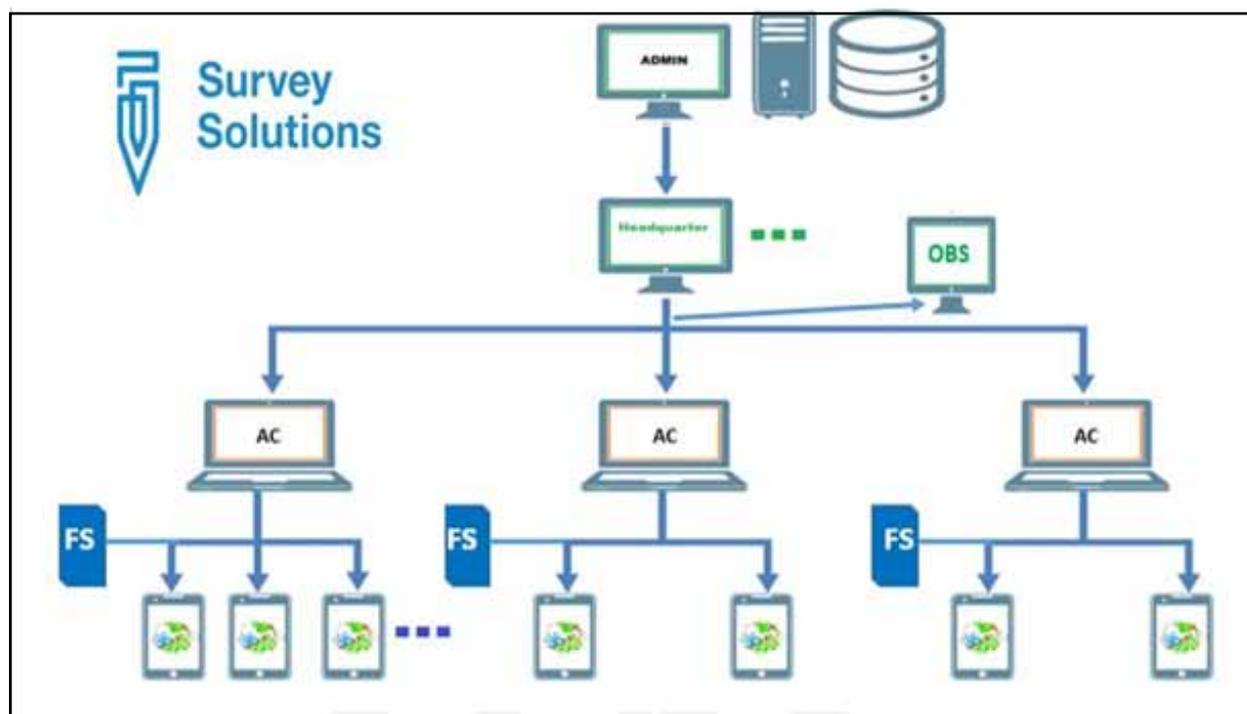 Survey
Solutions
ADMIN
Headquarter
OBS
AC
AC
AC
FS
FS
FS